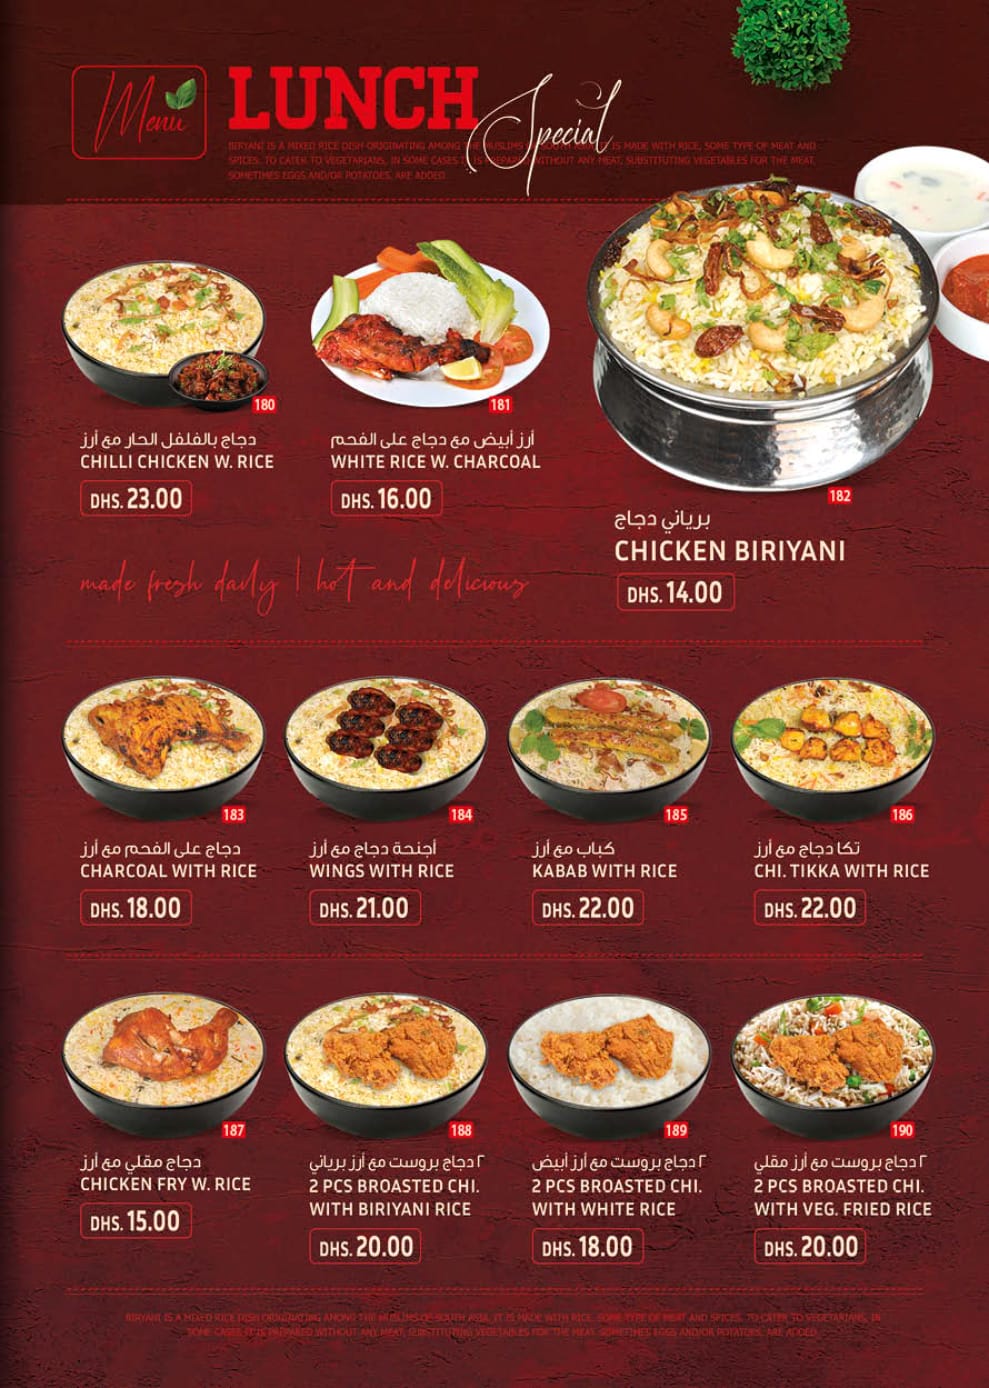 Menu
LUNCH
Special
BIRYANI IS A MIXED RICE DISH ORIGINATING AMONG THE MUSLIMS SOUTH IS MADE WITH RICE, SOME TYPE OF MEAT AND
SPICES. TO CATER TO VEGETARIANS, IN SOME CASES IS PREPARED WITHOUT ANY MEAT, SUBSTITUTING VEGETABLES FOR THE MEAT,
SOMETIMES EGGS AND/OR POTATOES, ARE ADDED
180
دجاج بالفلفل الحار مع أرز
CHILLI CHICKEN W. RICE
DHS. 23.00
181
أرز أبيض مع دجاج على الفحم
WHITE RICE W. CHARCOAL
DHS. 16.00
182
برياني دجاج
CHICKEN BIRIYANI
DHS. 14.00
made fresh daily | hot and delicious
183
دجاج على الفحم مع أرز
CHARCOAL WITH RICE
DHS. 18.00
184
أجنحة دجاج مع أرز
WINGS WITH RICE
DHS. 21.00
185
كباب مع أرز
KABAB WITH RICE
DHS. 22.00
186
تكا دجاج مع أرز
CHI. TIKKA WITH RICE
DHS. 22.00
187
دجاج مقلي مع أرز
CHICKEN FRY W. RICE
DHS. 15.00
188
٢ دجاج بروست مع أرز برياني
2 PCS BROASTED CHI.
WITH BIRIYANI RICE
DHS. 20.00
189
٢ دجاج بروست مع أرز أبيض
2 PCS BROASTED CHI.
WITH WHITE RICE
DHS. 18.00
190
٢ دجاج بروست مع أرز مقلي
2 PCS BROASTED CHI.
WITH VEG. FRIED RICE
DHS. 20.00
BIRYANI IS A MIXED RICE DISH ORIGINATING AMONG THE MUSLIMS OF SOUTH ASIA. IT IS MADE WITH RICE, SOME TYPE OF MEAT AND SPICES. TO CATER TO VEGETARIANS, IN
SOME CASES IT IS PREPARED WITHOUT ANY MEAT, SUBSTITUTING VEGETABLES FOR THE MEAT, SOMETIMES EGGS AND/OR POTATOES, ARE ADDED